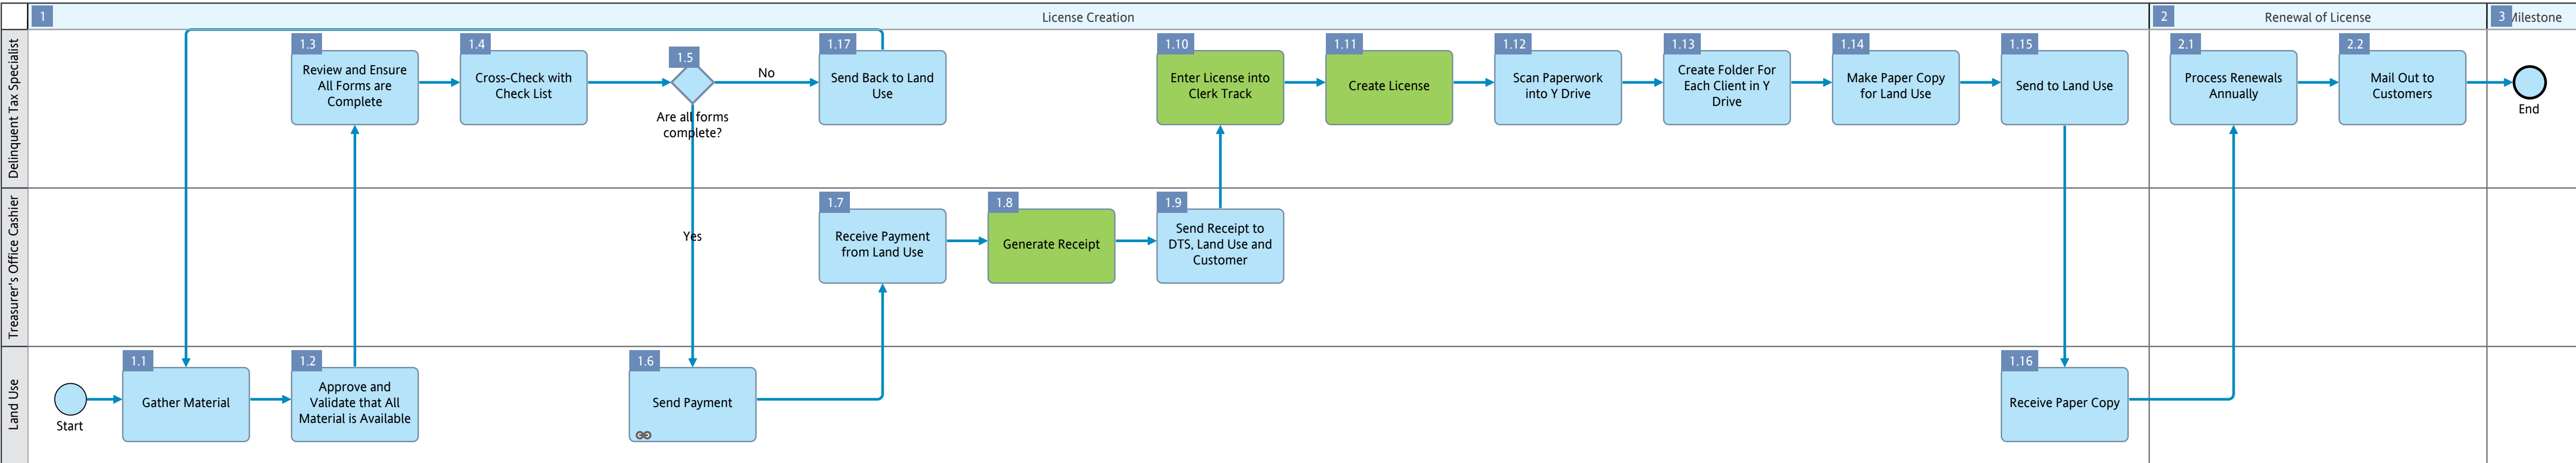 1
License Creation
2
Renewal of License
3
Milestone
Delinquent Tax Specialist
1.3
Review and Ensure
All Forms are
Complete
1.4
Cross-Check with
Check List
1.5
Are all forms
complete?
No
Yes
1.17
Send Back to Land
Use
1.10
Enter License into
Clerk Track
1.11
Create License
1.12
Scan Paperwork
into Y Drive
1.13
Create Folder For
Each Client in Y
Drive
1.14
Make Paper Copy
for Land Use
1.15
Send to Land Use
2.1
Process Renewals
Annually
2.2
Mail Out to
Customers
End
Treasurer's Office Cashier
1.7
Receive Payment
from Land Use
1.8
Generate Receipt
1.9
Send Receipt to
DTS, Land Use and
Customer
Land Use
Start
1.1
Gather Material
1.2
Approve and
Validate that All
Material is Available
1.6
Send Payment
1.16
Receive Paper Copy